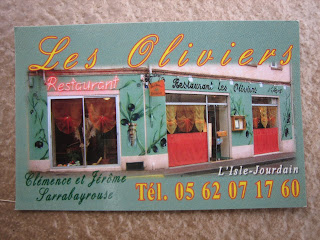 Les Oliviers
Restaurant
Restaurant Les Oliviers
L'Isle-Jourdain
Clémence et Jérôme
Sarrabayrouse
Tél. 05 62 07 17 60